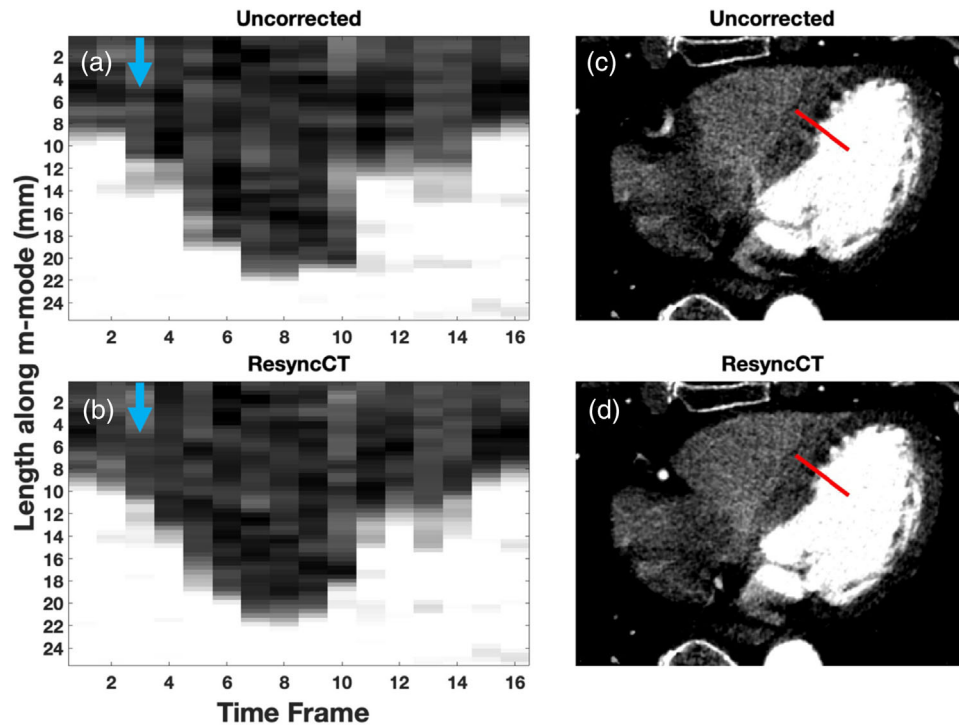 Uncorrected
(a)
2
4
6
8
10
12
14
16
18
20
22
24
2 4 6 8 10 12 14 16
Uncorrected
(c)
ResyncCT
(b)
2
4
6
8
10
12
14
16
18
20
22
24
2 4 6 8 10 12 14 16
ResyncCT
(d)
Length along m-mode (mm)
Time Frame